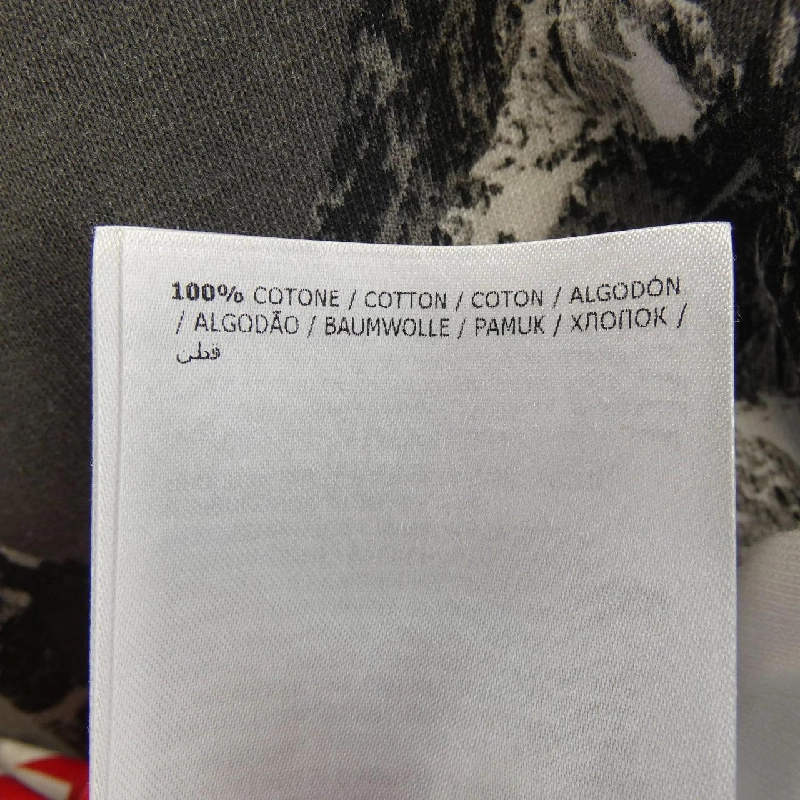 100% COTONE / COTTON / COTON / ALGODÓN
/ ALGODÃO / BAUMWOLLE / PAMUK / ХЛОПОК /
قطن